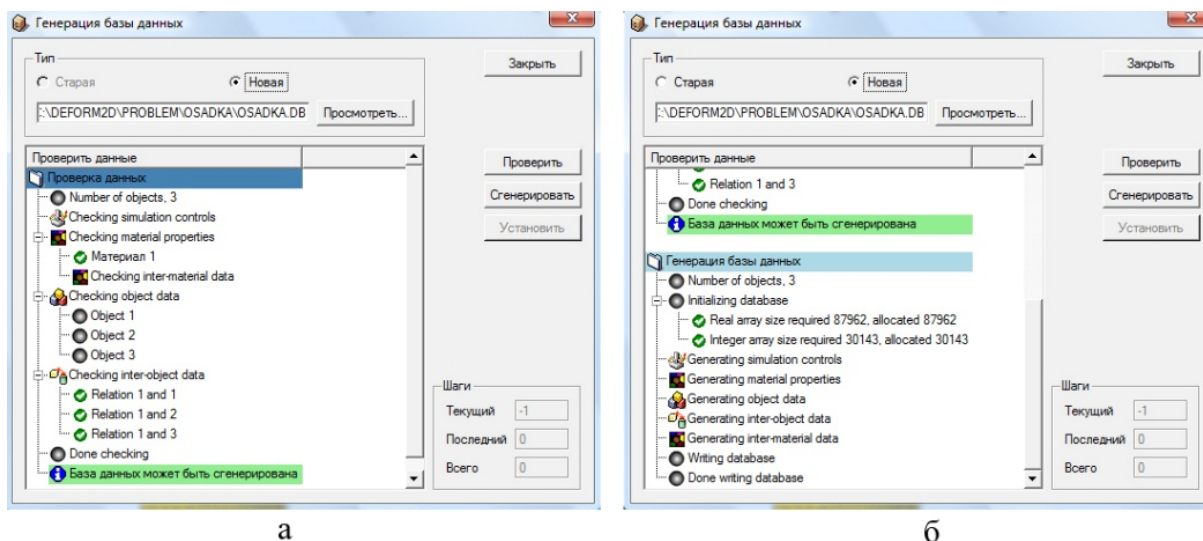 Генерация базы данных
Тип
Старая
Новая
:\DEFORM2D\PROBLEM\OSADKA\OSADKA.DB
Просмотреть...
Закрыть
Проверить данные
Проверка данных
Number of objects, 3
Checking simulation controls
Checking material properties
Материал 1
Checking inter-material data
Checking object data
Object 1
Object 2
Object 3
Checking inter-object data
Relation 1 and 1
Relation 1 and 2
Relation 1 and 3
Done checking
База данных может быть сгенерирована
Проверить
Сгенерировать
Установить
Шаги
Текущий -1
Последний 0
Всего 0
а
Генерация базы данных
Тип
Старая
Новая
:\DEFORM2D\PROBLEM\OSADKA\OSADKA.DB
Просмотреть...
Закрыть
Проверить данные
Relation 1 and 3
Done checking
База данных может быть сгенерирована
Генерация базы данных
Number of objects, 3
Initializing database
Real array size required 87962, allocated 87962
Integer array size required 30143, allocated 30143
Generating simulation controls
Generating material properties
Generating object data
Generating inter-object data
Generating inter-material data
Writing database
Done writing database
Проверить
Сгенерировать
Установить
Шаги
Текущий -1
Последний 0
Всего 0
б